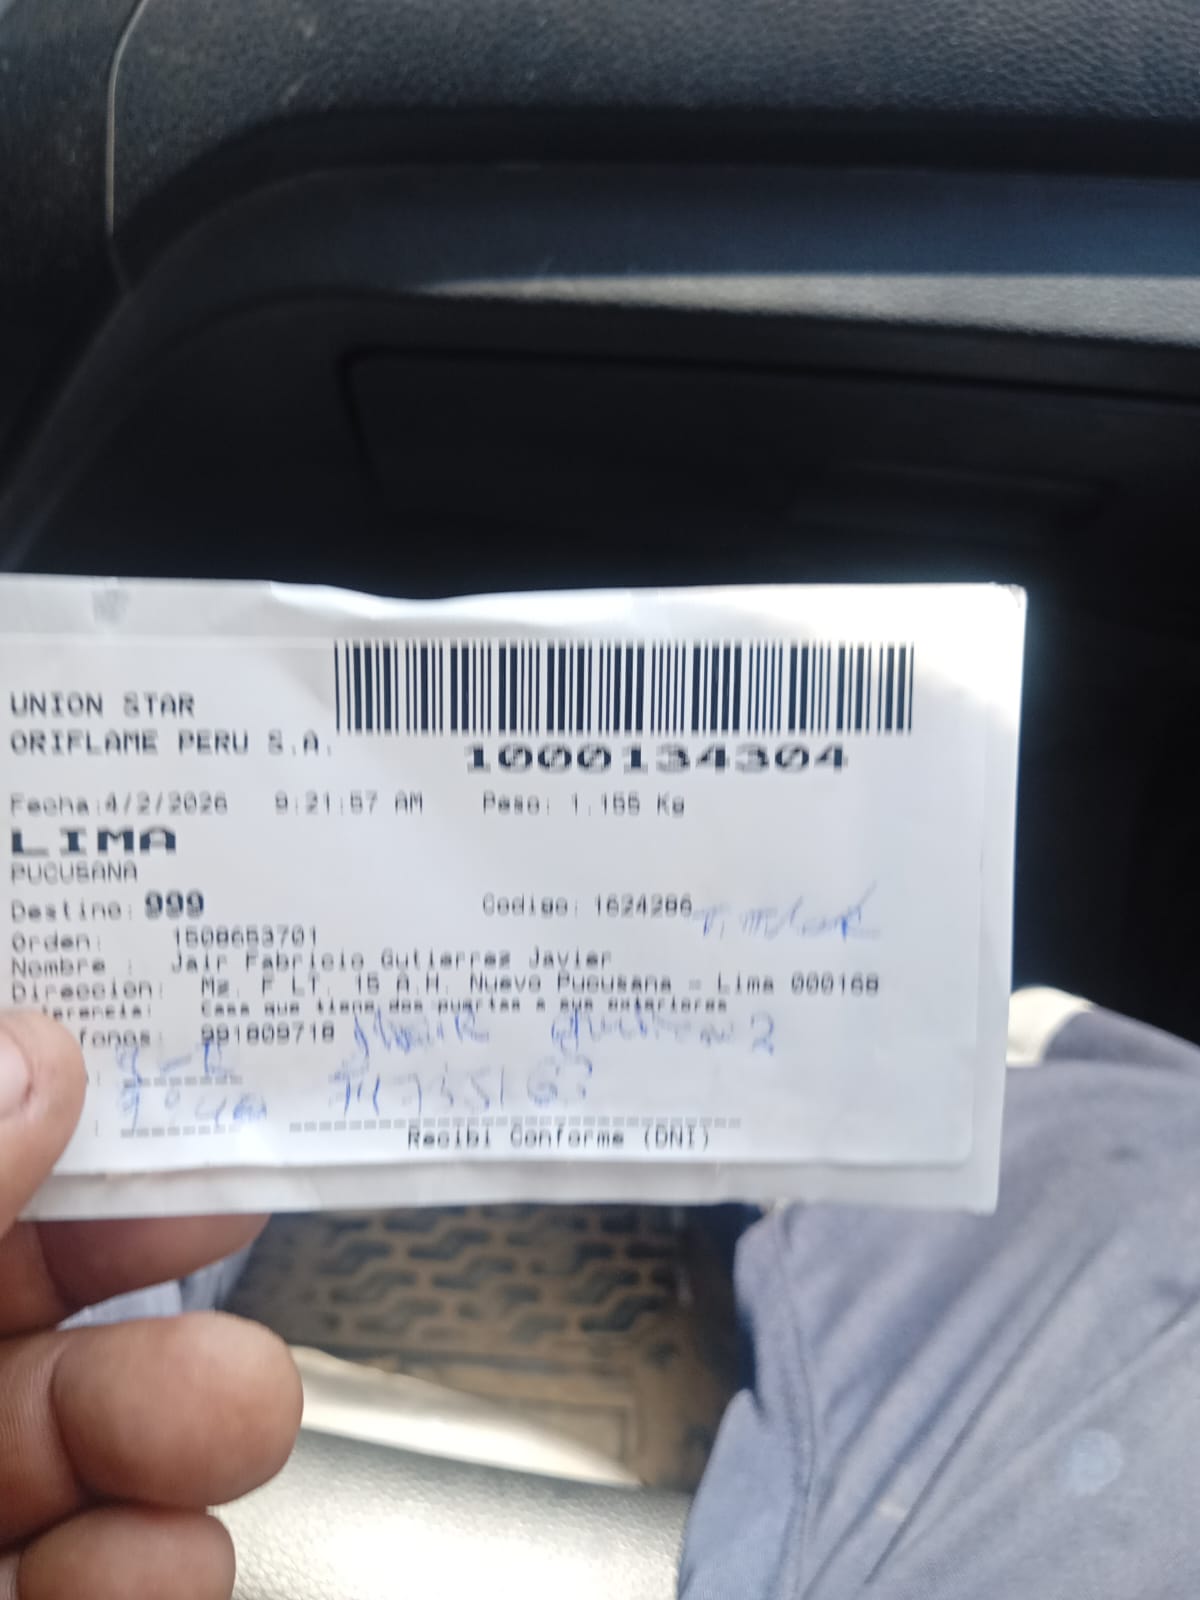 UNION STAR
ORIFLAME PERU S.A.
1000134304
Fecha:4/2/2026 9:21:57 AM Peso: 1.155 Kg
LIMA
PUCUSANA
Destino: 999 Codigo: 1624286
Orden: 1508653701
Nombre : Jair Fabricio Gutierrez Javier
Direccion: Mz. F LT. 15 A.H. Nuevo Pucusana - Lima 000168
erencia: Casa que tiene dos puertas a sus exteriores
fonos: 991809718
Recibi Conforme (DNI)